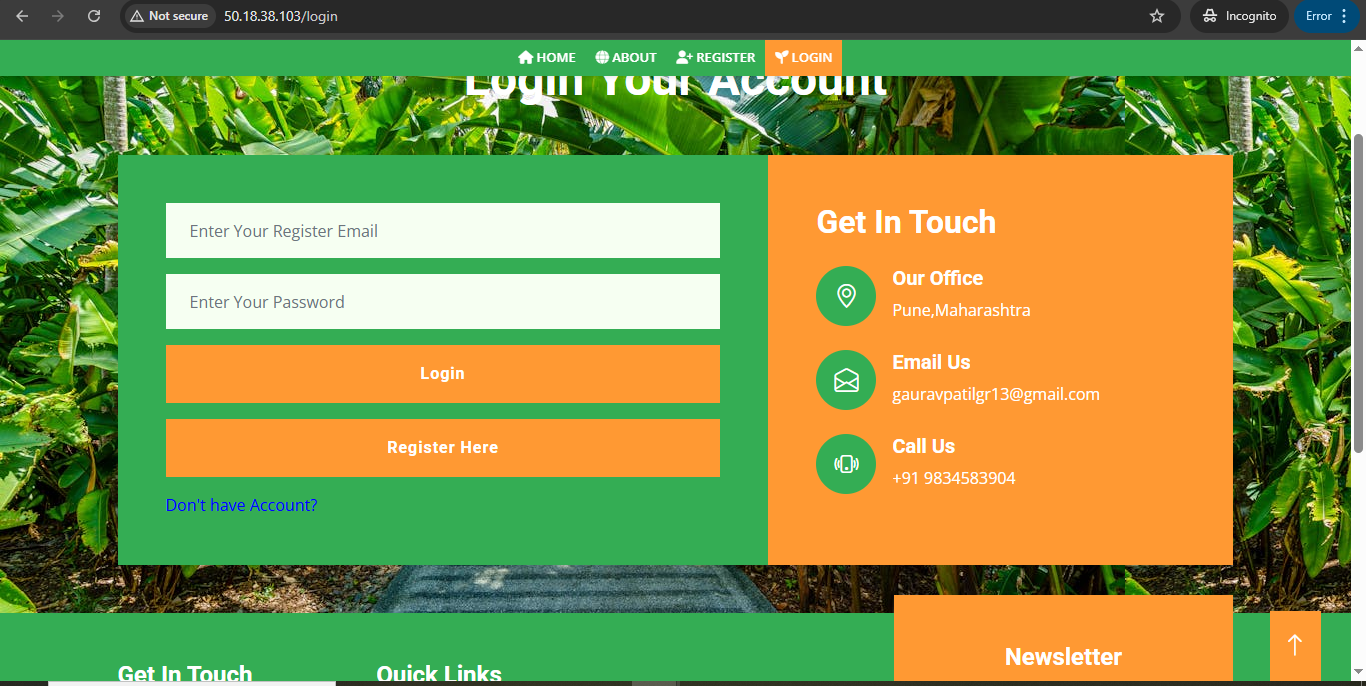 Not secure 50.18.38.103/login Incognito Error
HOME ABOUT REGISTER LOGIN
Login Your Account
Enter Your Register Email
Enter Your Password
Login
Register Here
Don't have Account?
Get In Touch
Our Office
Pune,Maharashtra
Email Us
gauravpatilgr13@gmail.com
Call Us
+91 9834583904
Get In Touch
Quick Links
Newsletter